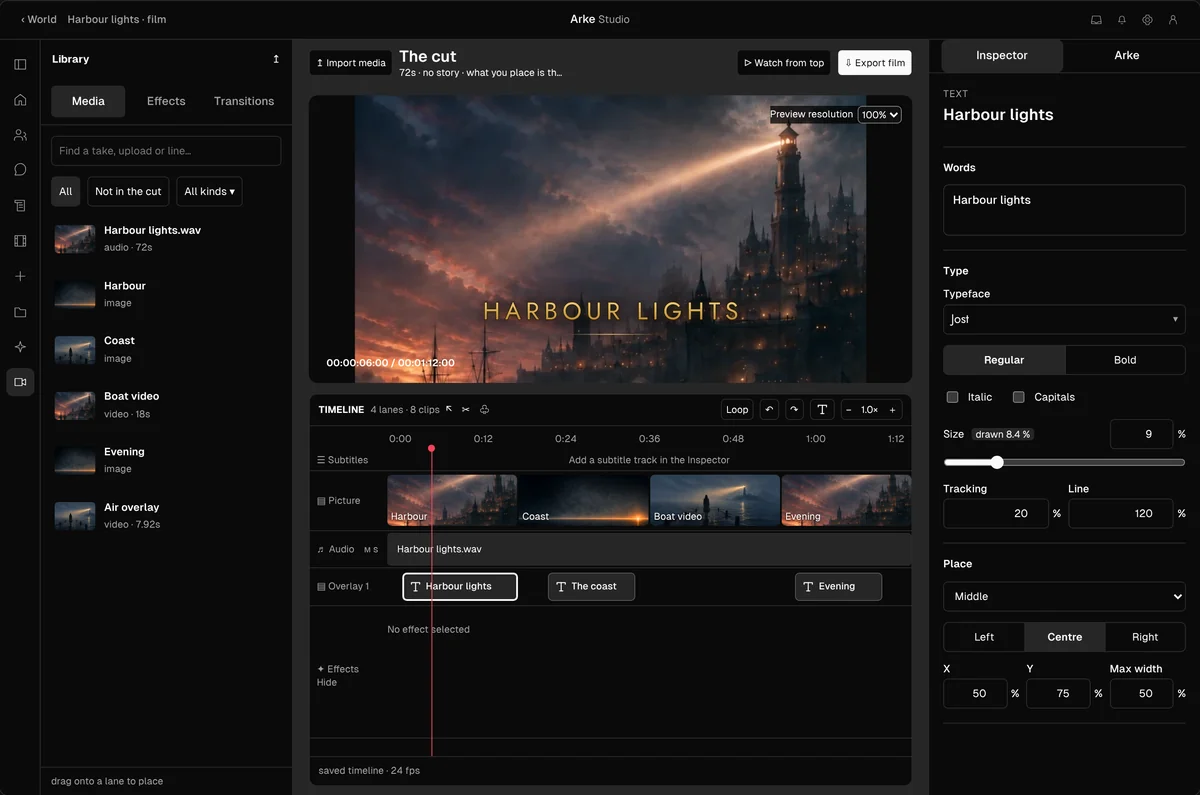 ‹ World Harbour lights · film
Arke Studio
Library
Media Effects Transitions
Find a take, upload or line…
All Not in the cut All kinds ▾
Harbour lights.wav
audio · 72s
Harbour
image
Coast
image
Boat video
video · 18s
Evening
image
Air overlay
video · 7.92s
drag onto a lane to place
Import media
The cut
72s · no story · what you place is th…
Watch from top
Export film
Preview resolution 100%
HARBOUR LIGHTS
00:00:06:00 / 00:01:12:00
TIMELINE 4 lanes · 8 clips
Loop
T
− 1.0× +
0:00 0:12 0:24 0:36 0:48 1:00 1:12
Subtitles
Add a subtitle track in the Inspector
Picture
Harbour Coast Boat video Evening
Audio M S
Harbour lights.wav
Overlay 1
T Harbour lights T The coast T Evening
No effect selected
Effects
Hide
saved timeline · 24 fps
Inspector Arke
TEXT
Harbour lights
Words
Harbour lights
Type
Typeface
Jost
Regular Bold
Italic Capitals
Size drawn 8.4 % 9 %
Tracking Line
20 % 120 %
Place
Middle
Left Centre Right
X Y Max width
50 % 75 % 50 %